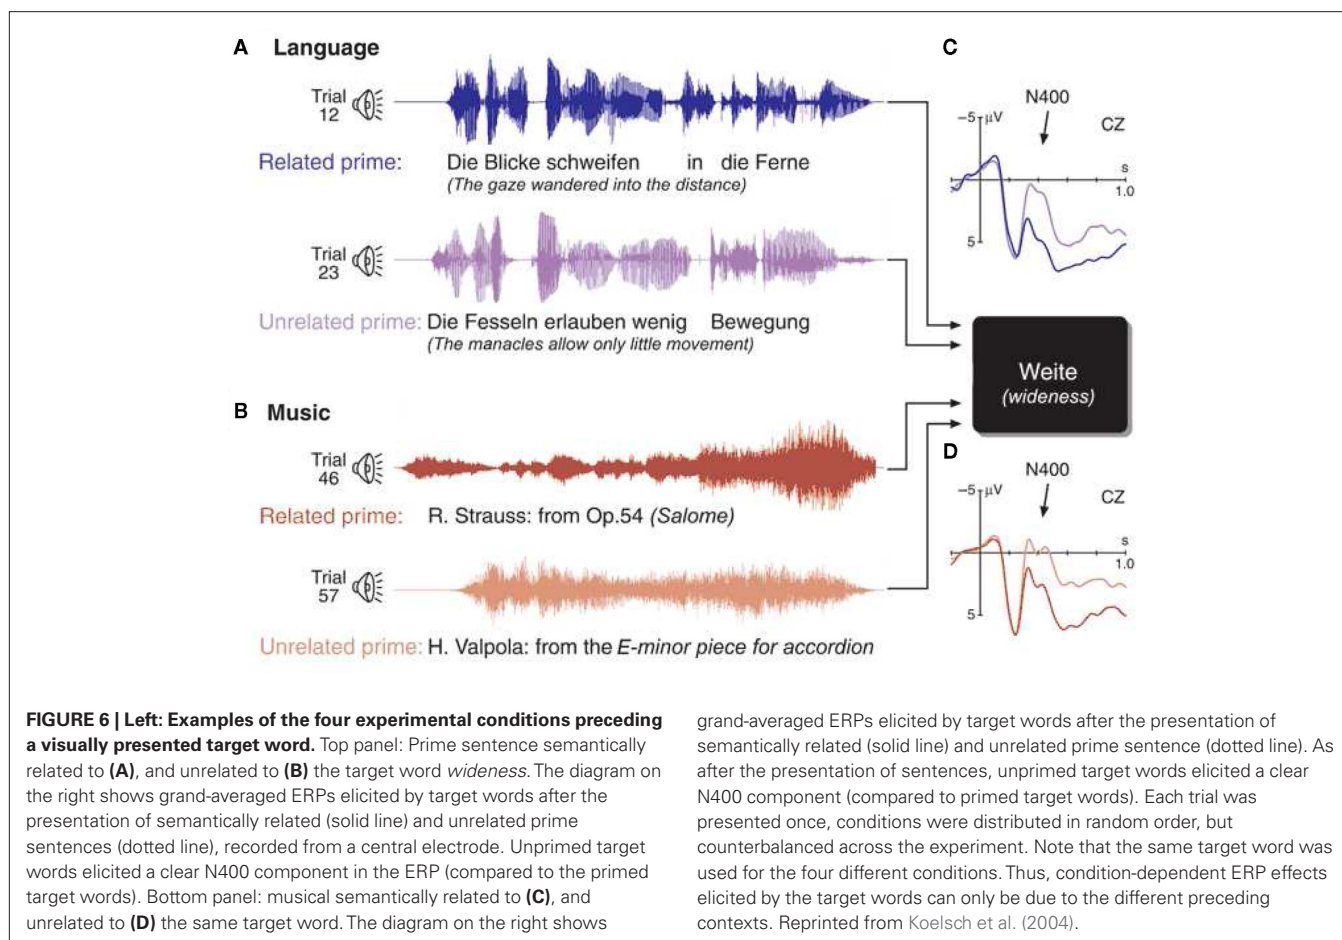 A Language
Trial
12
Related prime: Die Blicke schweifen in die Ferne
(The gaze wandered into the distance)
Trial
23
Unrelated prime: Die Fesseln erlauben wenig Bewegung
(The manacles allow only little movement)
B Music
Trial
46
Related prime: R. Strauss: from Op.54 (Salome)
Trial
57
Unrelated prime: H. Valpola: from the E-minor piece for accordion
C
N400
−5 µV
CZ
s
1.0
5
Weite
(wideness)
D
N400
−5 µV
CZ
s
1.0
5
FIGURE 6 | Left: Examples of the four experimental conditions preceding
a visually presented target word. Top panel: Prime sentence semantically
related to (A), and unrelated to (B) the target word wideness. The diagram on
the right shows grand-averaged ERPs elicited by target words after the
presentation of semantically related (solid line) and unrelated prime
sentences (dotted line), recorded from a central electrode. Unprimed target
words elicited a clear N400 component in the ERP (compared to the primed
target words). Bottom panel: musical semantically related to (C), and
unrelated to (D) the same target word. The diagram on the right shows
grand-averaged ERPs elicited by target words after the presentation of
semantically related (solid line) and unrelated prime sentence (dotted line). As
after the presentation of sentences, unprimed target words elicited a clear
N400 component (compared to primed target words). Each trial was
presented once, conditions were distributed in random order, but
counterbalanced across the experiment. Note that the same target word was
used for the four different conditions. Thus, condition-dependent ERP effects
elicited by the target words can only be due to the different preceding
contexts. Reprinted from Koelsch et al. (2004).